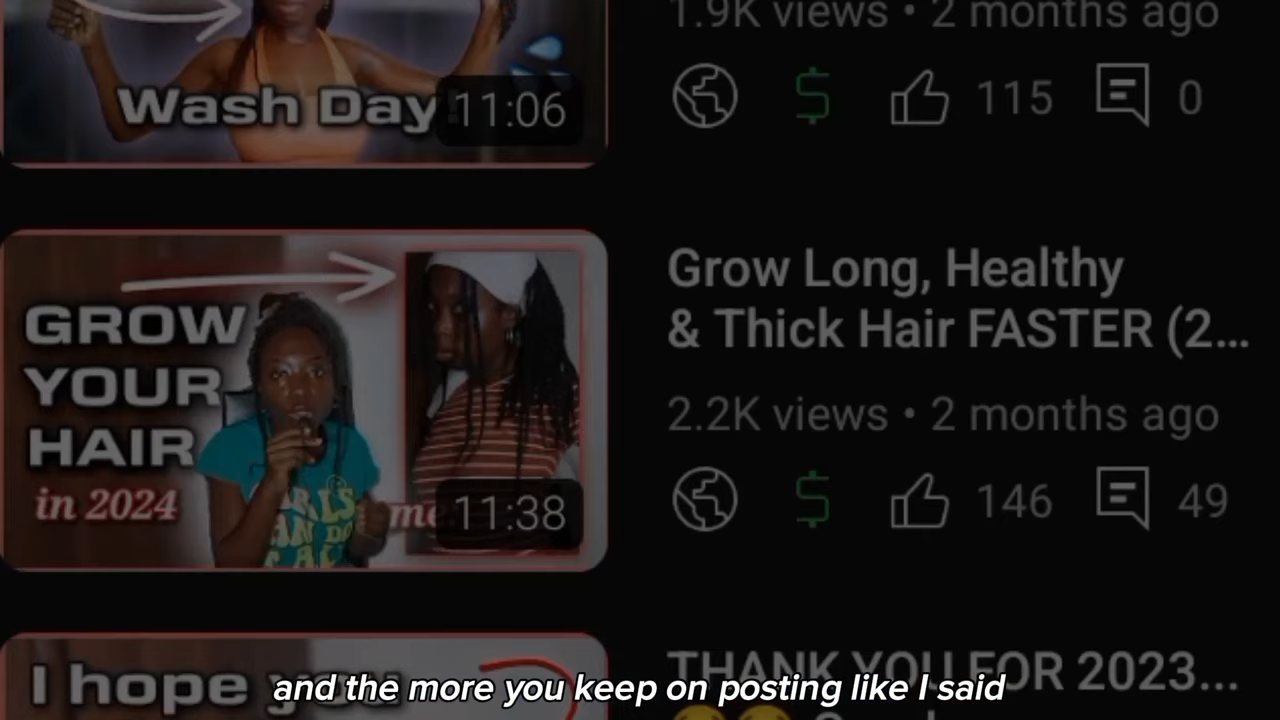 1.9K views • 2 months ago
Wash Day
11:06
115
0
GROW
YOUR
HAIR
in 2024
me
11:38
Grow Long, Healthy
& Thick Hair FASTER (2...
2.2K views • 2 months ago
146
49
I hope you
THANK YOU FOR 2023...
and the more you keep on posting like I said